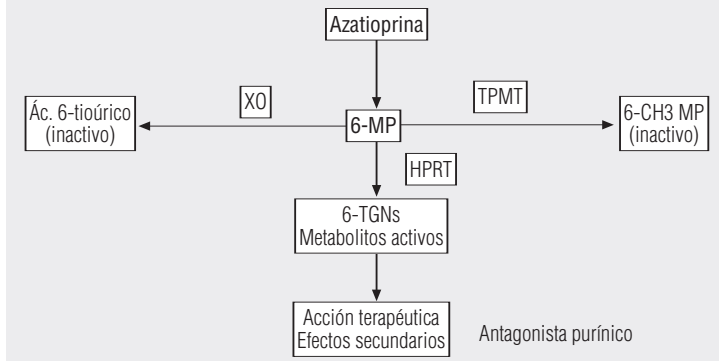 Azatioprina
XO
TPMT
Ác. 6-tioúrico
(inactivo)
6-MP
6-CH3 MP
(inactivo)
HPRT
6-TGNs
Metabolitos activos
Acción terapéutica
Efectos secundarios
Antagonista purínico